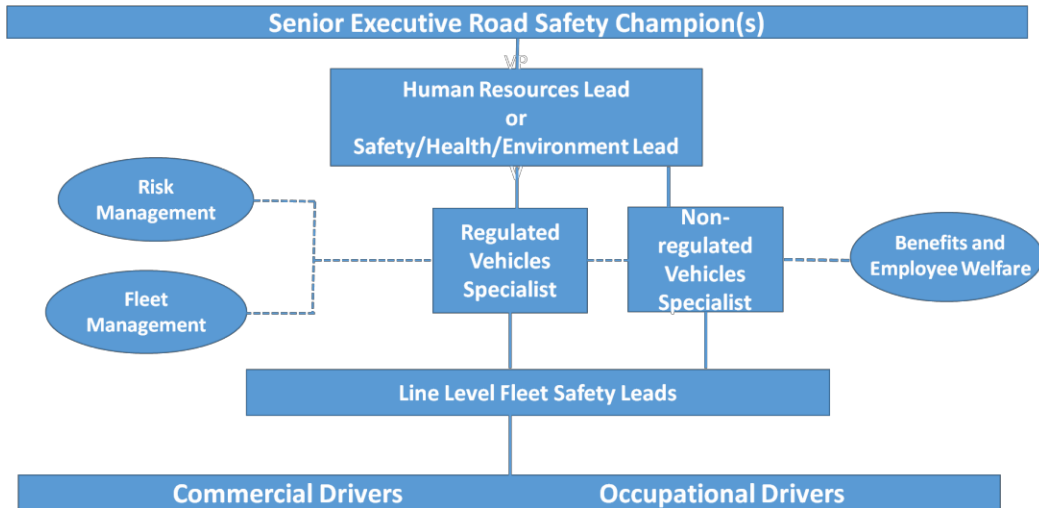 Senior Executive Road Safety Champion(s)
VP
Human Resources Lead
or
Safety/Health/Environment Lead
Risk
Management
Regulated
Vehicles
Specialist
Non-
regulated
Vehicles
Specialist
Benefits and
Employee Welfare
Fleet
Management
Line Level Fleet Safety Leads
Commercial Drivers
Occupational Drivers